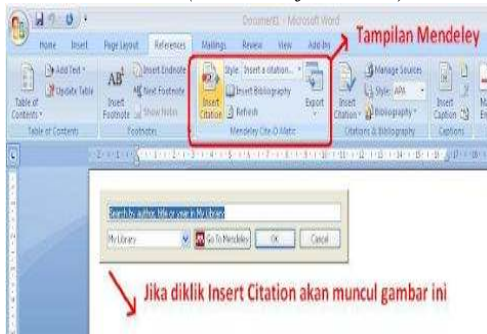 Document1 - Microsoft Word
Home Insert Page Layout References Mailings Review View Add-Ins
Tampilan Mendeley
Table of Contents
Add Text
Update Table
Table of Contents
AB
Insert Footnote
Insert Endnote
Next Footnote
Show Notes
Footnotes
Insert Citation
Style: Insert a citation...
Insert Bibliography
Refresh
Export
Mendeley Cite-O-Matic
Insert Citation
Manage Sources
Style: APA
Bibliography
Citations & Bibliography
Insert Caption
Captions
Search by author, title or year in My Library
My Library
Go To Mendeley
OK
Cancel
Jika diklik Insert Citation akan muncul gambar ini